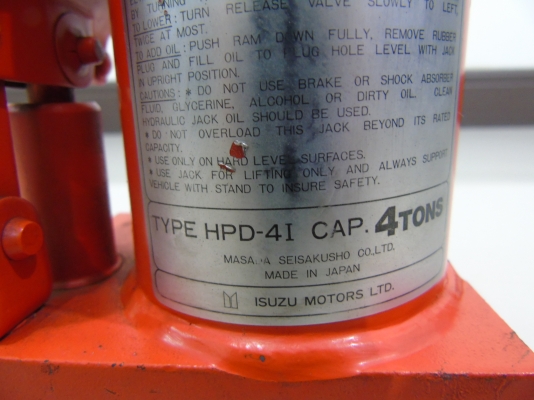 BY TURNING
TO LOWER: TURN RELEASE VALVE SLOWLY TO LEFT,
TWICE AT MOST.
TO ADD OIL: PUSH RAM DOWN FULLY, REMOVE RUBBER
PLUG AND FILL OIL TO PLUG HOLE LEVEL WITH JACK
IN UPRIGHT POSITION.
CAUTIONS: * DO NOT USE BRAKE OR SHOCK ABSORBER
FLUID, GLYCERINE, ALCOHOL OR DIRTY OIL. CLEAN
HYDRAULIC JACK OIL SHOULD BE USED.
* DO NOT OVERLOAD THIS JACK BEYOND ITS RATED
CAPACITY.
* USE ONLY ON HARD LEVEL SURFACES.
* USE JACK FOR LIFTING ONLY AND ALWAYS SUPPORT
VEHICLE WITH STAND TO INSURE SAFETY.
TYPE HPD-4I CAP. 4TONS
SEISAKUSHO CO.,LTD.
MADE IN JAPAN
ISUZU MOTORS LTD.